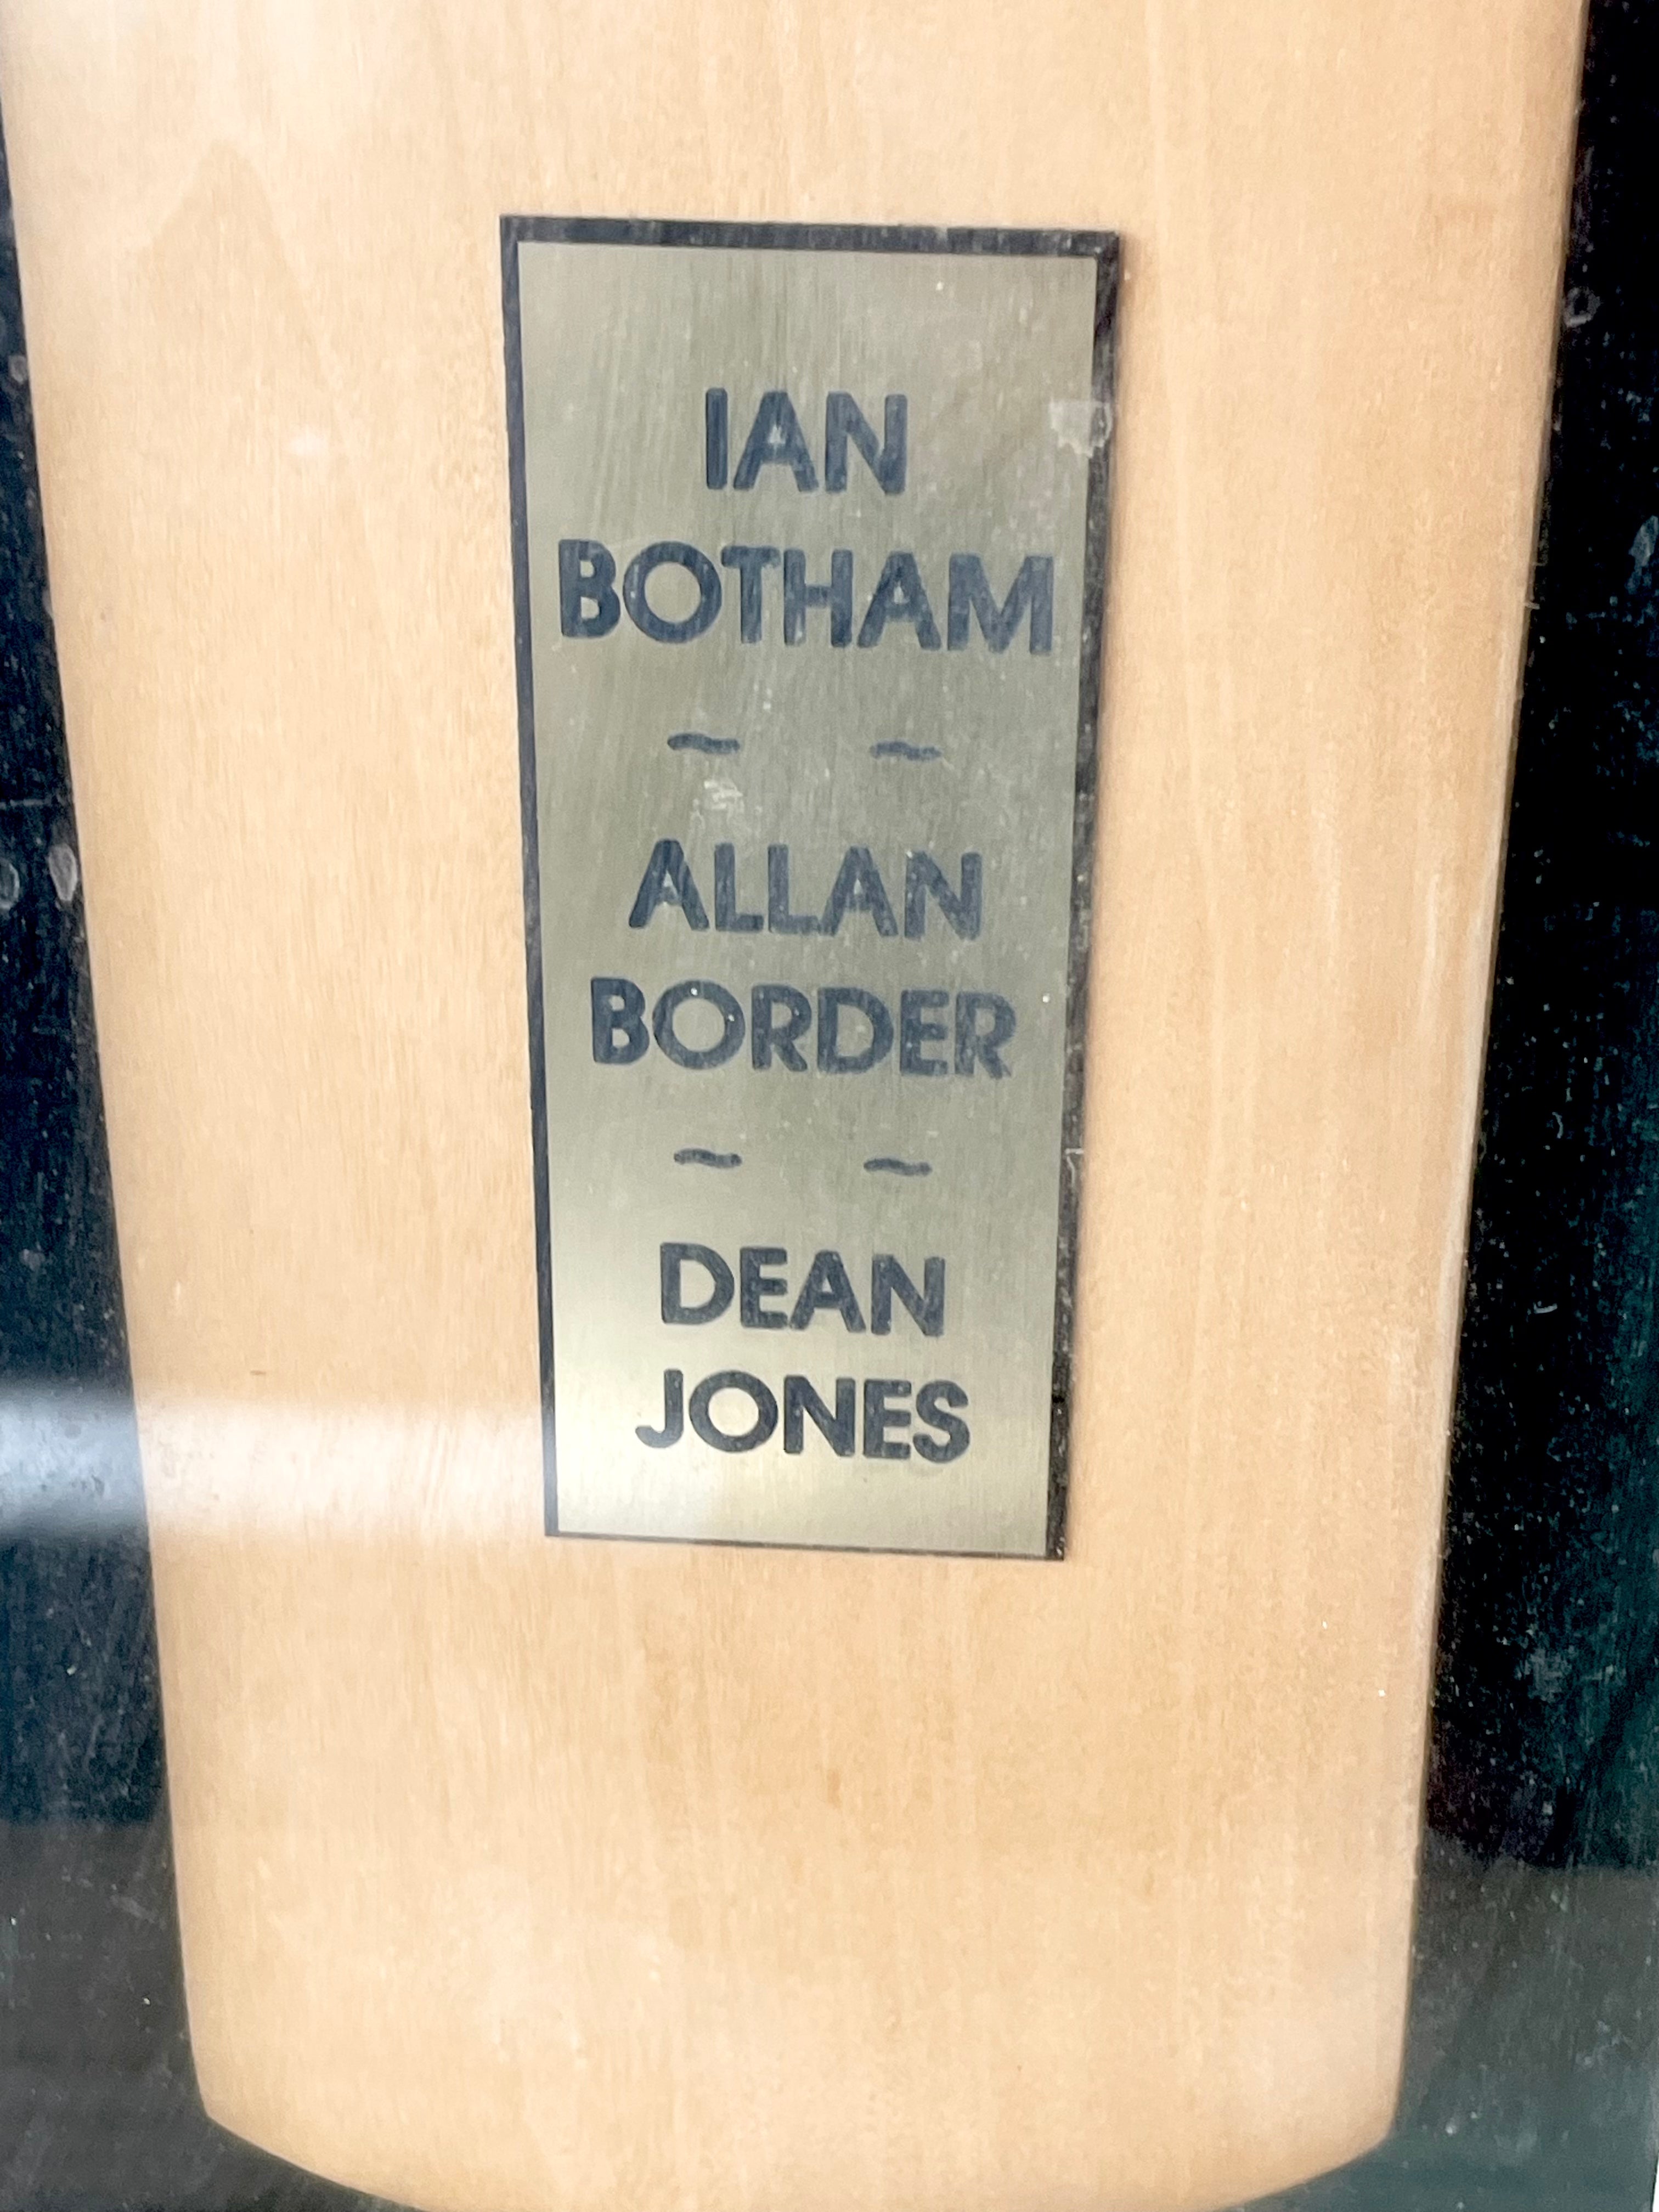 IAN
BOTHAM
~ ~
ALLAN
BORDER
~ ~
DEAN
JONES